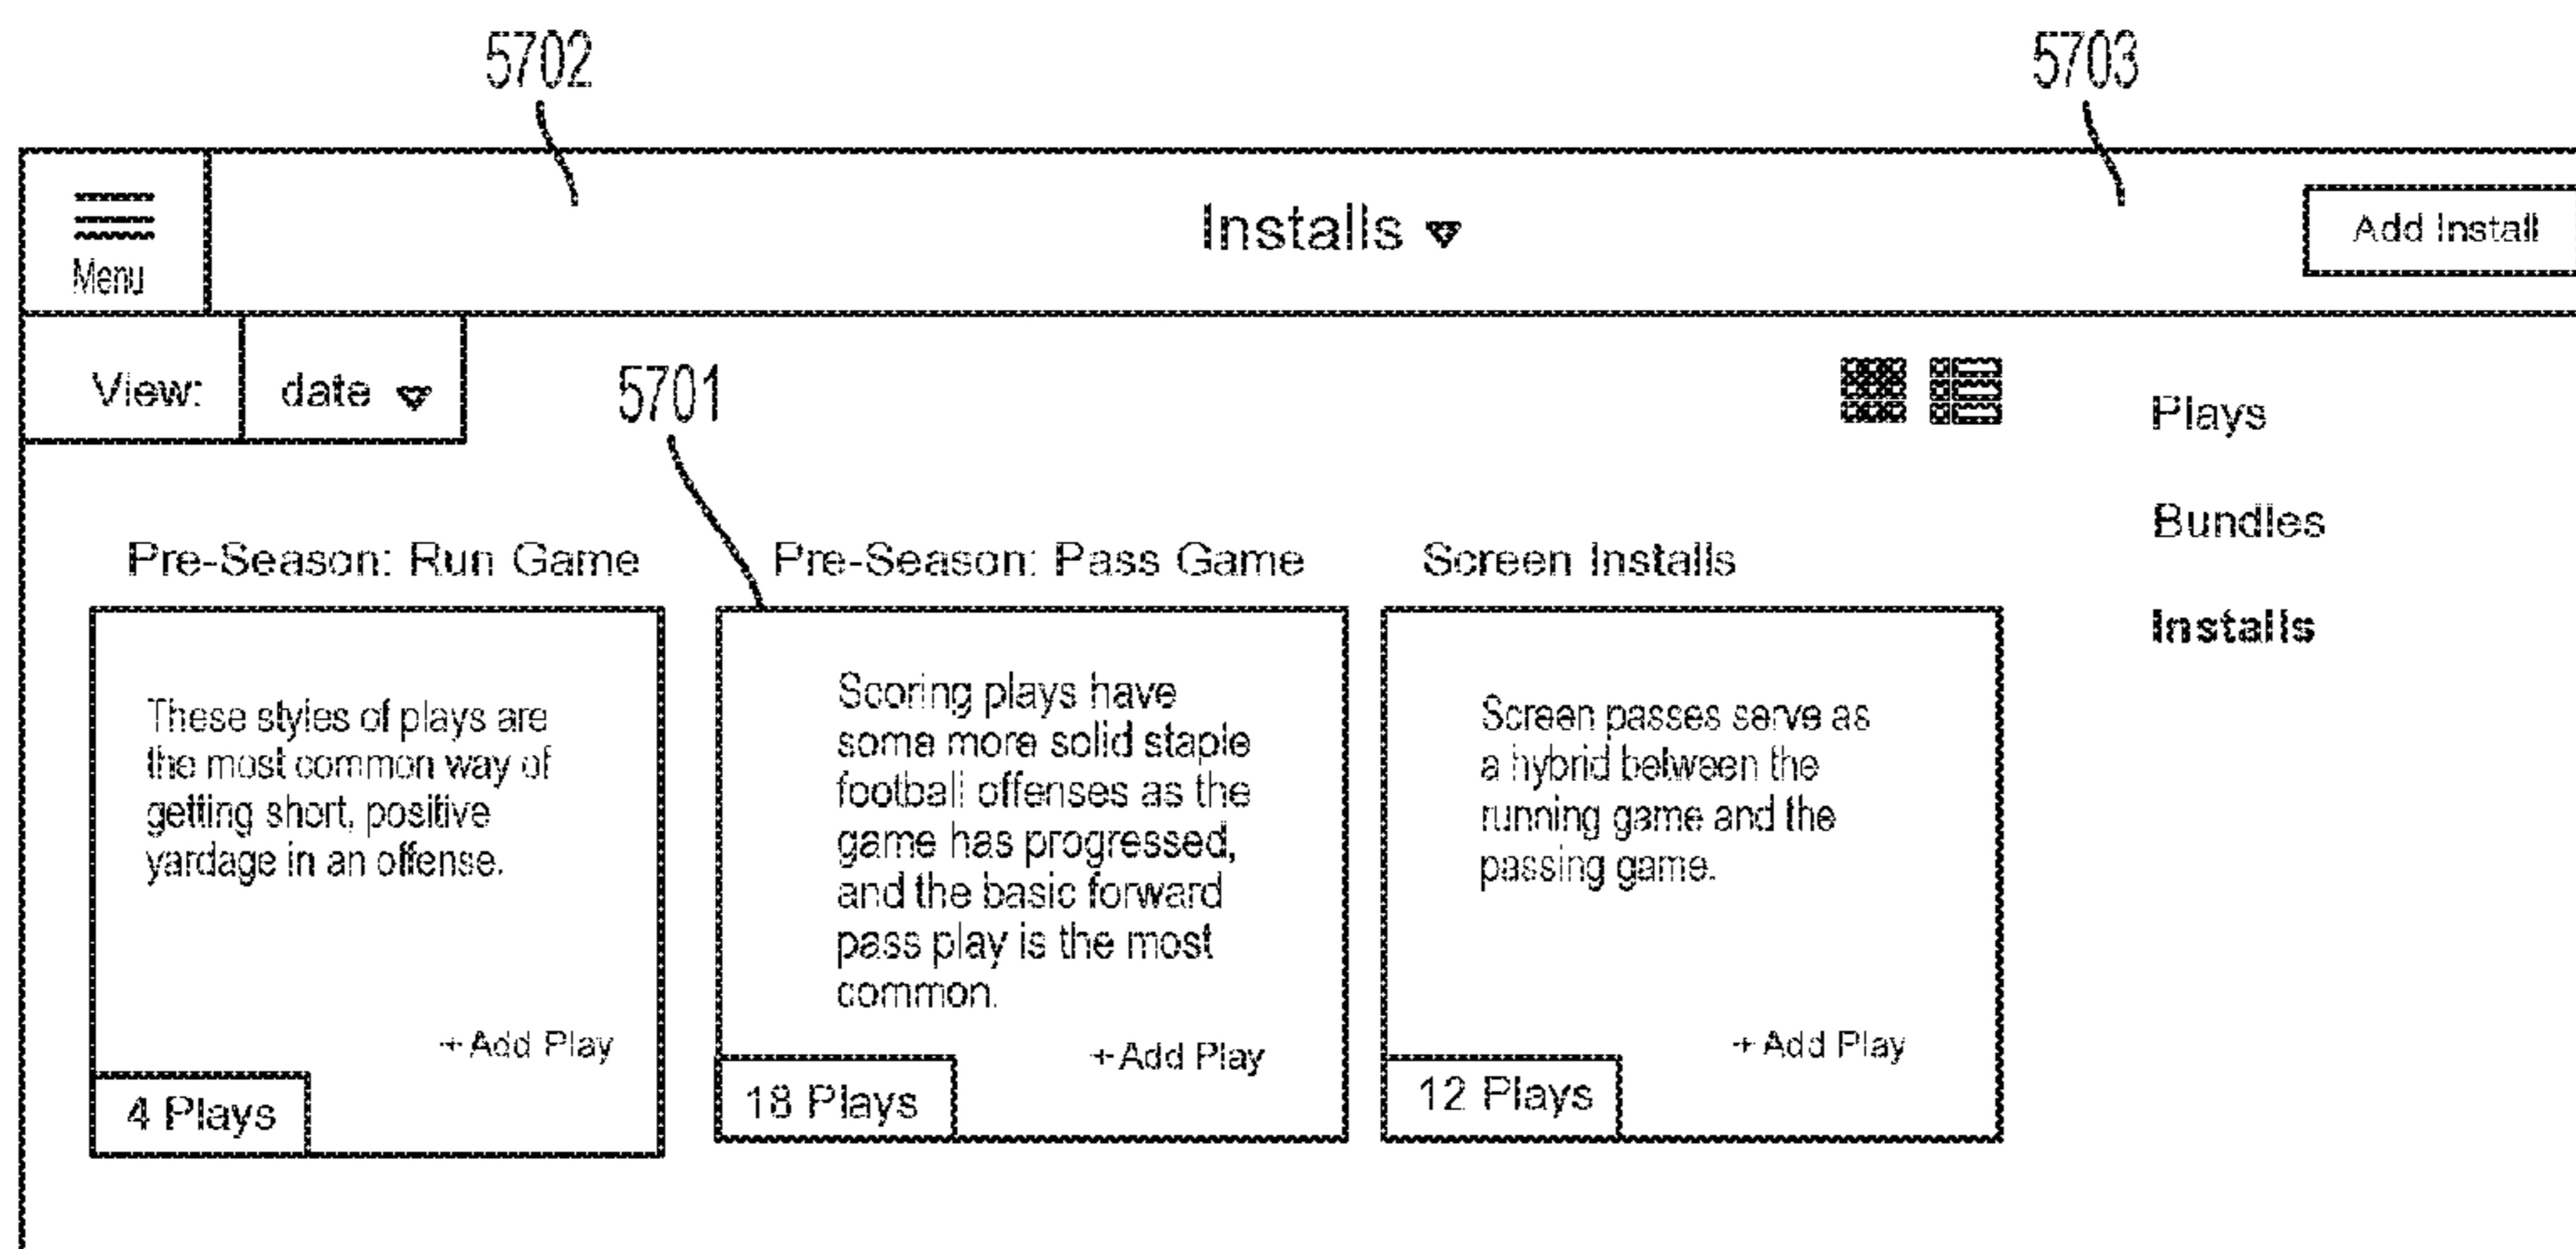 5702
5703
Menu
Installs
Add Install
View:
date
5701
Plays
Bundles
Installs
Pre-Season: Run Game
These styles of plays are
the most common way of
getting short, positive
yardage in an offense.
+ Add Play
4 Plays
Pre-Season: Pass Game
Scoring plays have
some more solid staple
football offenses as the
game has progressed,
and the basic forward
pass play is the most
common.
+ Add Play
18 Plays
Screen Installs
Screen passes serve as
a hybrid between the
running game and the
passing game.
+ Add Play
12 Plays